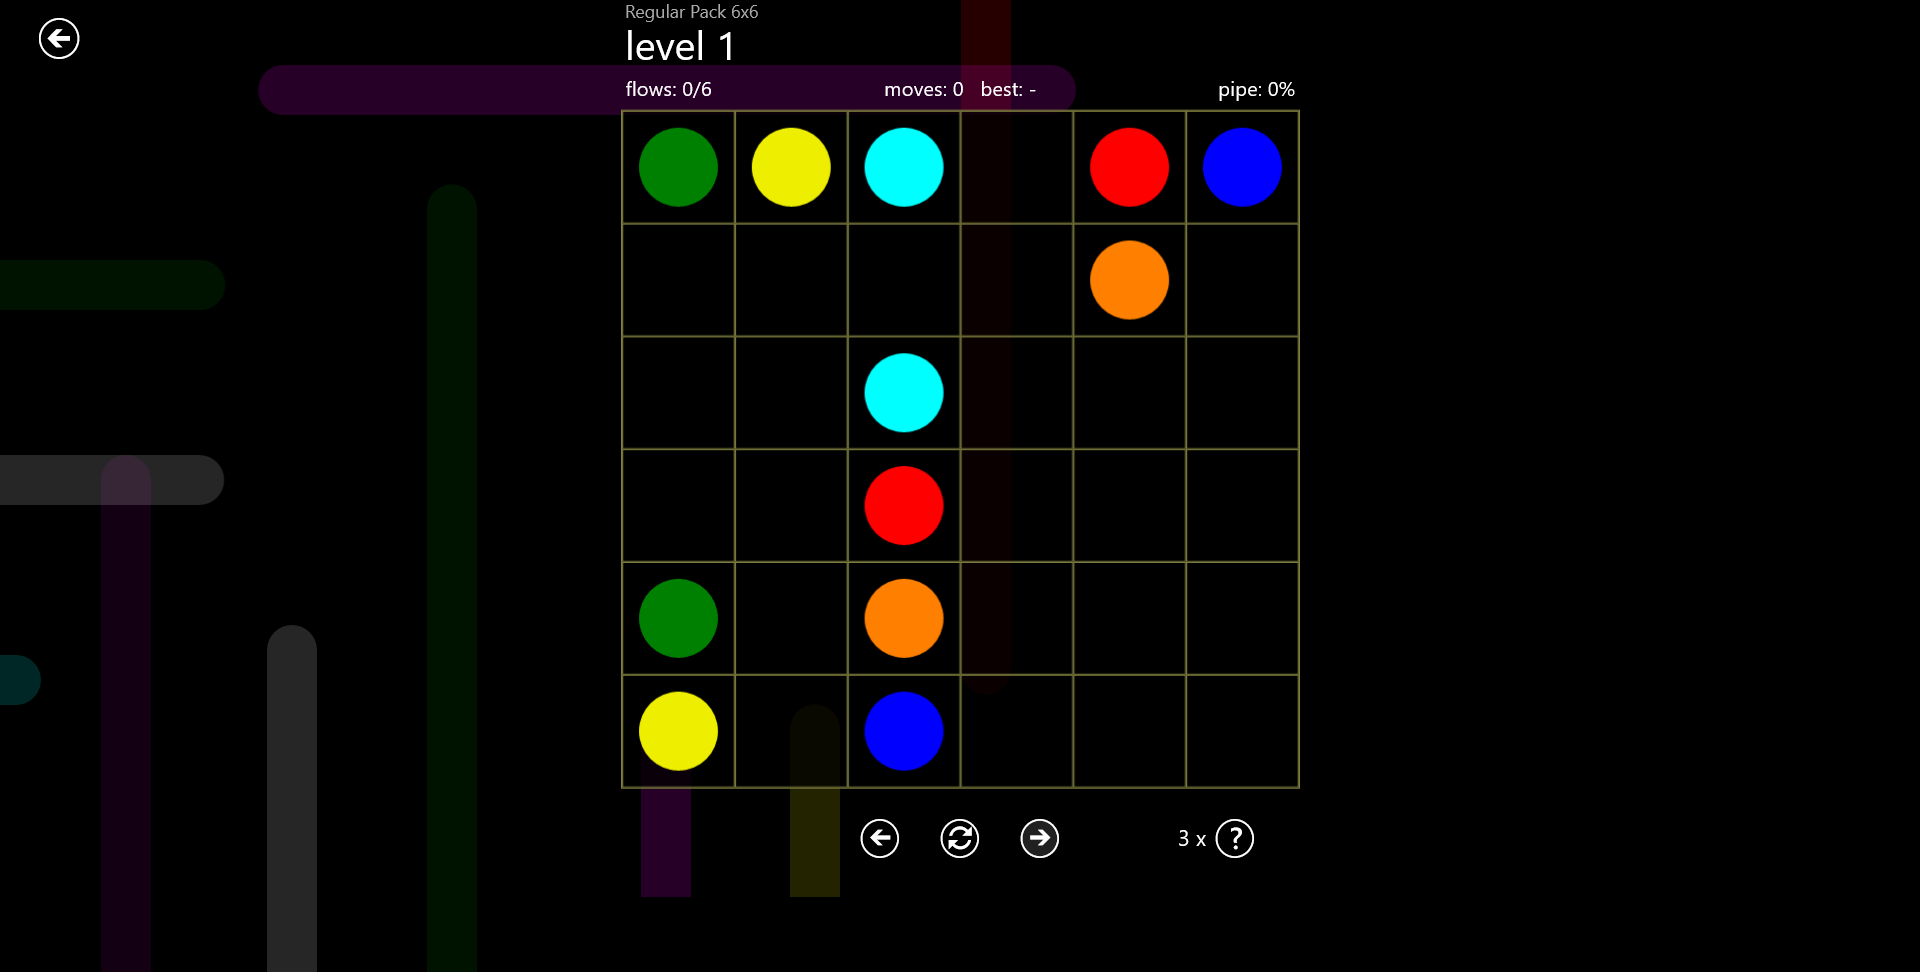 Regular Pack 6x6
level 1
flows: 0/6 moves: 0 best: - pipe: 0%
3 x ?